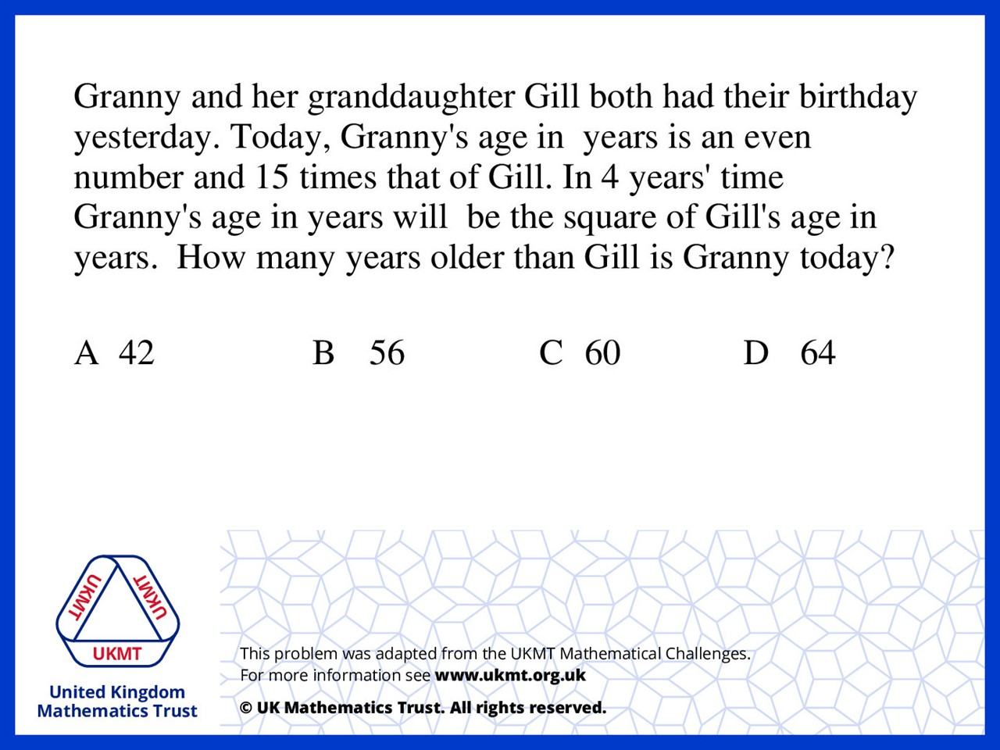 Granny and her granddaughter Gill both had their birthday
yesterday. Today, Granny's age in  years is an even
number and 15 times that of Gill. In 4 years' time
Granny's age in years will  be the square of Gill's age in
years.  How many years older than Gill is Granny today?
A 42 B 56 C 60 D 64
UKMT UKMT
UKMT
This problem was adapted from the UKMT Mathematical Challenges.
For more information see www.ukmt.org.uk
United Kingdom
Mathematics Trust
© UK Mathematics Trust. All rights reserved.